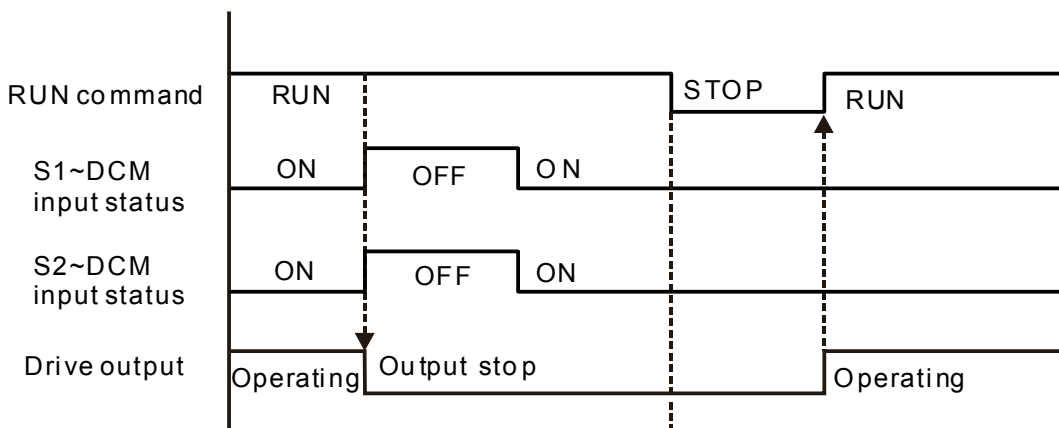 RUN command
RUN
STOP
RUN
S1~DCM
input status
ON
OFF
ON
S2~DCM
input status
ON
OFF
ON
Drive output
Operating
Output stop
Operating